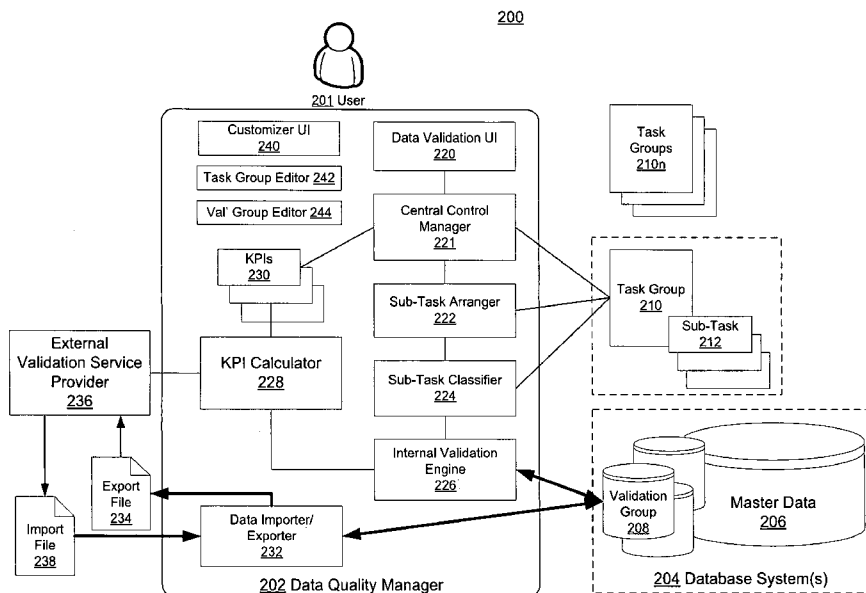 200
201 User
Customizer UI
240
Data Validation UI
220
Task
Groups
210n
Task Group Editor 242
Val' Group Editor 244
Central Control
Manager
221
KPIs
230
Task Group
210
Sub-Task Arranger
222
Sub-Task
212
External
Validation Service
Provider
236
KPI Calculator
228
Sub-Task Classifier
224
Internal Validation
Engine
226
Export
File
234
Validation
Group
208
Master Data
206
Import
File
238
Data Importer/
Exporter
232
202 Data Quality Manager
204 Database System(s)